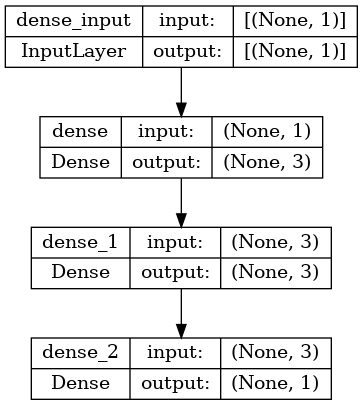 dense_input input: [(None, 1)]
InputLayer output: [(None, 1)]
dense input: (None, 1)
Dense output: (None, 3)
dense_1 input: (None, 3)
Dense output: (None, 3)
dense_2 input: (None, 3)
Dense output: (None, 1)